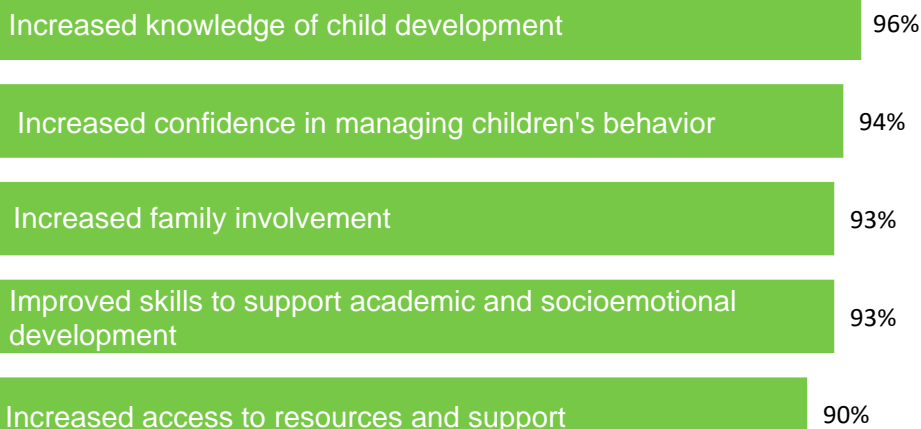 Increased knowledge of child development 96%
Increased confidence in managing children's behavior 94%
Increased family involvement 93%
Improved skills to support academic and socioemotional
development 93%
Increased access to resources and support 90%